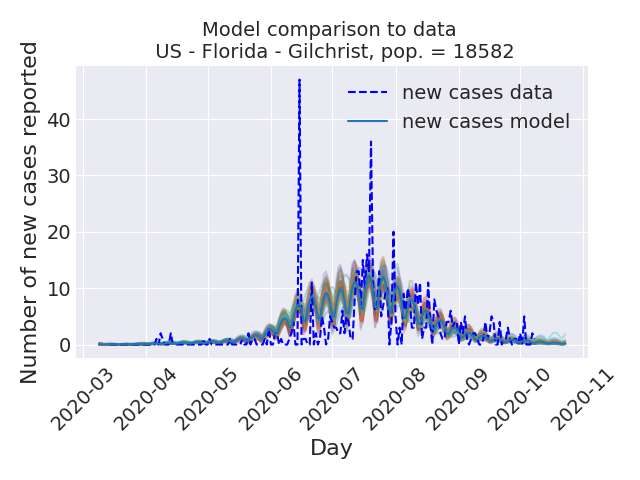 Model comparison to data
US - Florida - Gilchrist, pop. = 18582
Number of new cases reported
new cases data
new cases model
40
30
20
10
0
2020-03
2020-04
2020-05
2020-06
2020-07
2020-08
2020-09
2020-10
2020-11
Day